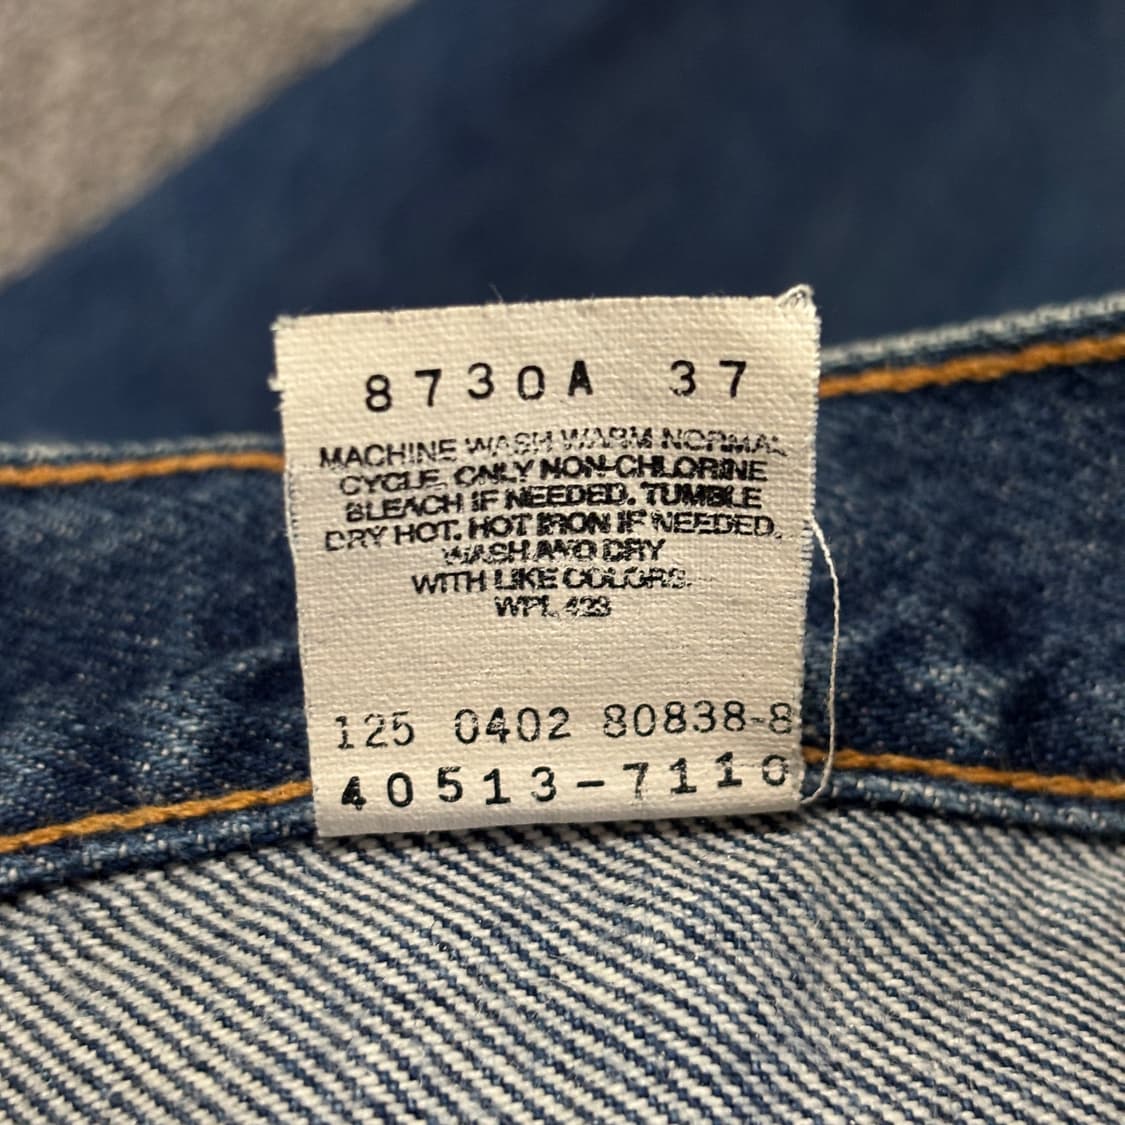 8730A 37
MACHINE WASH WARM NORMAL
CYCLE. ONLY NON-CHLORINE
BLEACH IF NEEDED. TUMBLE
DRY HOT. HOT IRON IF NEEDED.
WASH AND DRY
WITH LIKE COLORS.
WPL 423
125 0402 80838-8
40513-7110